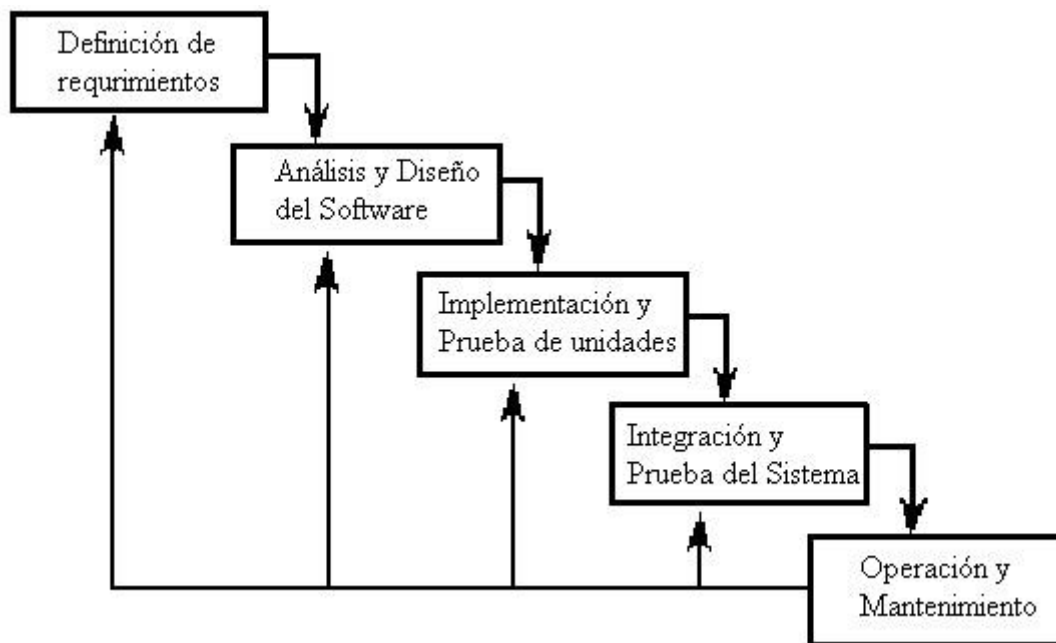 Definición de
requrimientos
Análisis y Diseño
del Software
Implementación y
Prueba de unidades
Integración y
Prueba del Sistema
Operación y
Mantenimiento